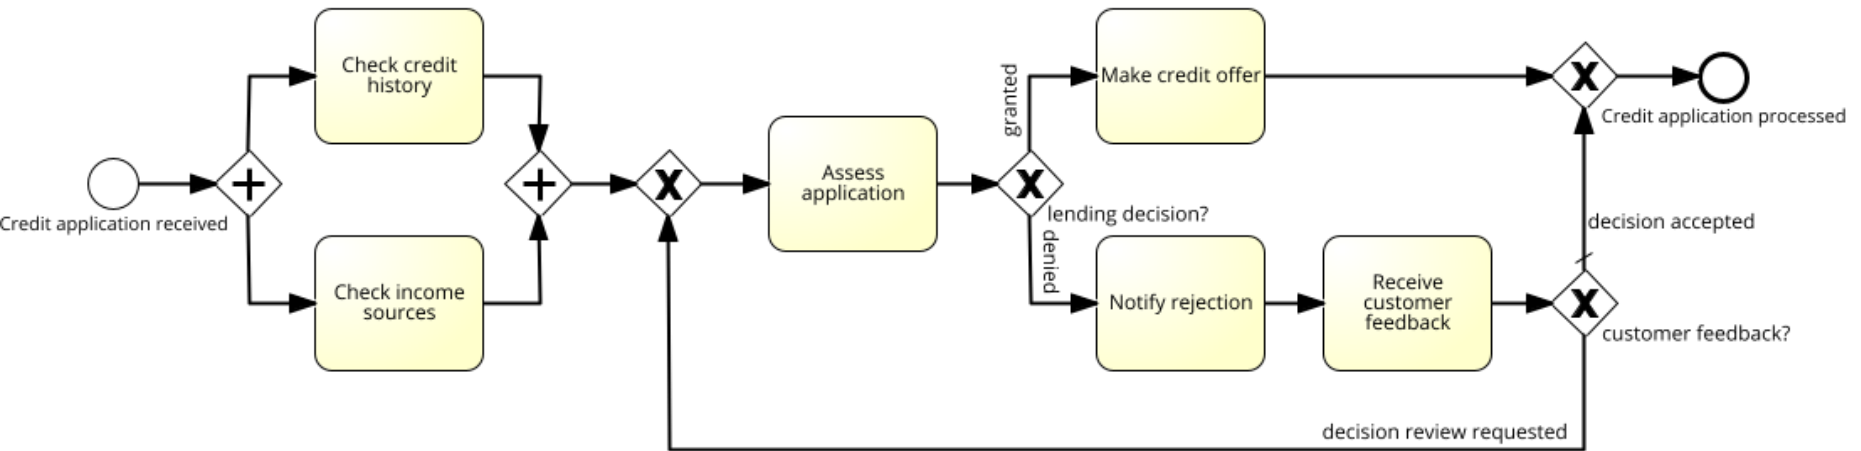 Credit application received
Check credit
history
Check income
sources
Assess
application
lending decision?
granted
denied
Make credit offer
Notify rejection
Receive
customer
feedback
customer feedback?
decision accepted
decision review requested
Credit application processed